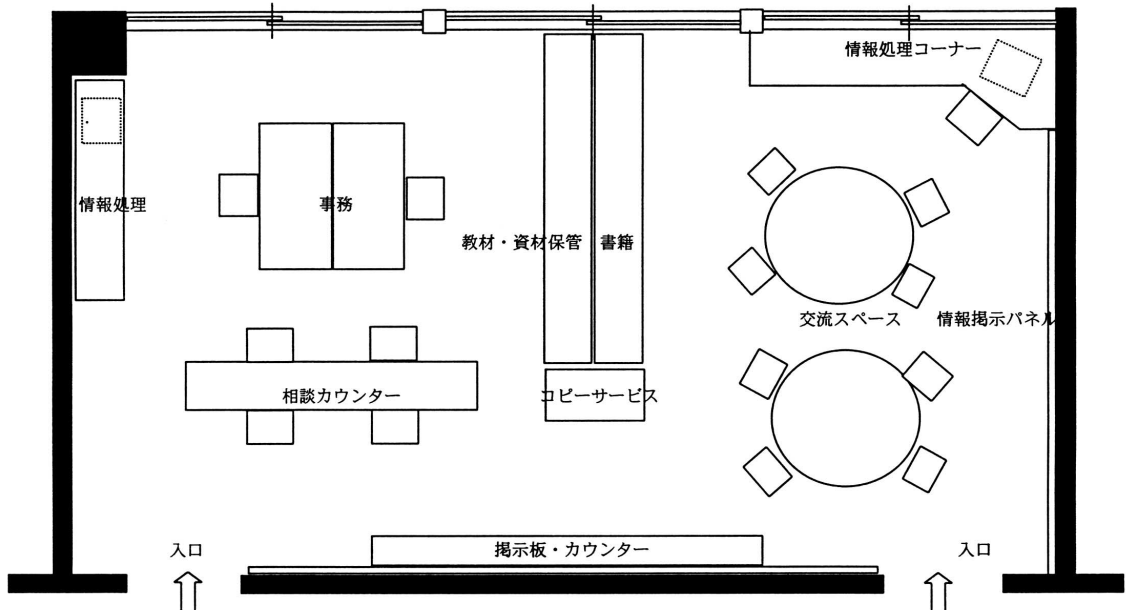 情報処理コーナー
情報処理
事務
教材・資材保管
書籍
交流スペース
情報掲示パネル
相談カウンター
コピーサービス
入口
掲示板・カウンター
入口